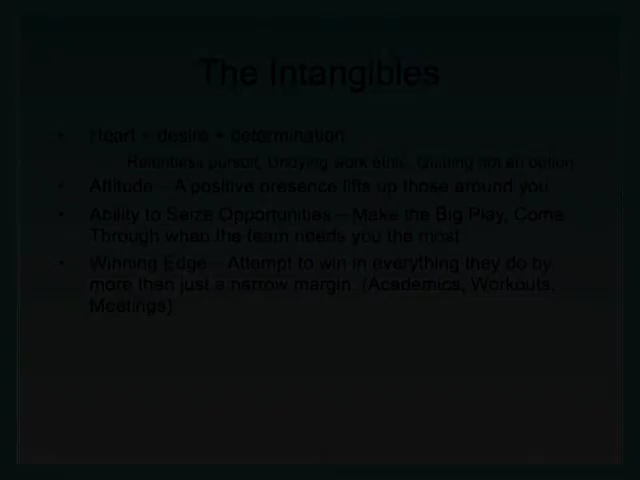 The Intangibles
• Heart + desire + determination
– Relentless pursuit, Undying work ethic, Quitting not an option
• Attitude – A positive presence lifts up those around you
• Ability to Seize Opportunities – Make the Big Play, Come
Through when the team needs you the most
• Winning Edge – Attempt to win in everything they do by
more than just a narrow margin. (Academics, Workouts,
Meetings)